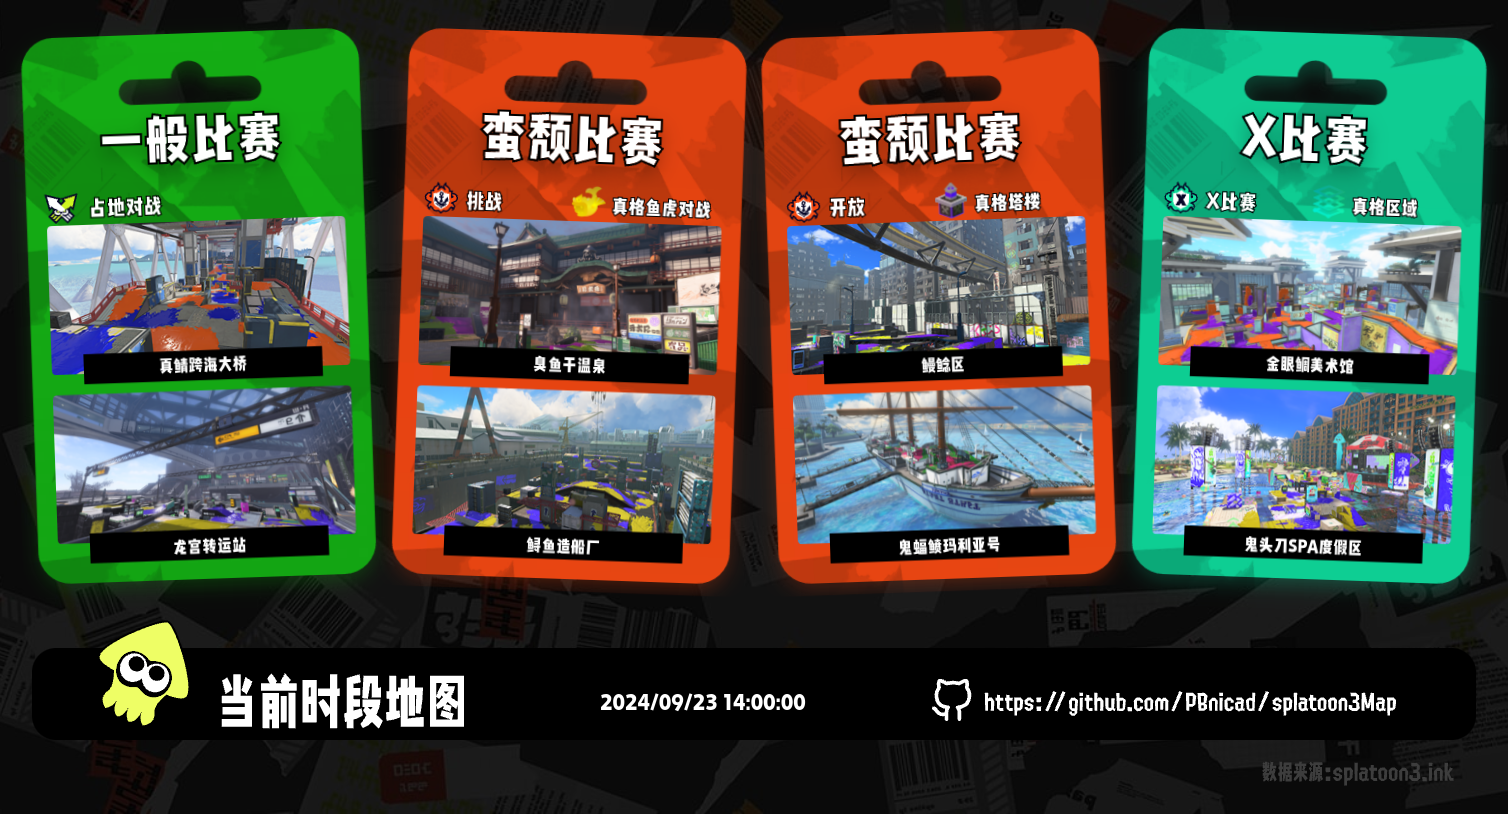 一般比赛
占地对战
真鲷跨海大桥
龙宫转运站
蛮颓比赛
挑战
真格鱼虎对战
臭鱼干温泉
鲟鱼造船厂
蛮颓比赛
开放
真格塔楼
鳗鲶区
鬼蝠鲼玛利亚号
X比赛
X比赛
真格区域
金眼鲷美术馆
鬼头刀SPA度假区
当前时段地图
2024/09/23 14:00:00
https://github.com/PBnicad/splatoon3Map
数据来源:splatoon3.ink